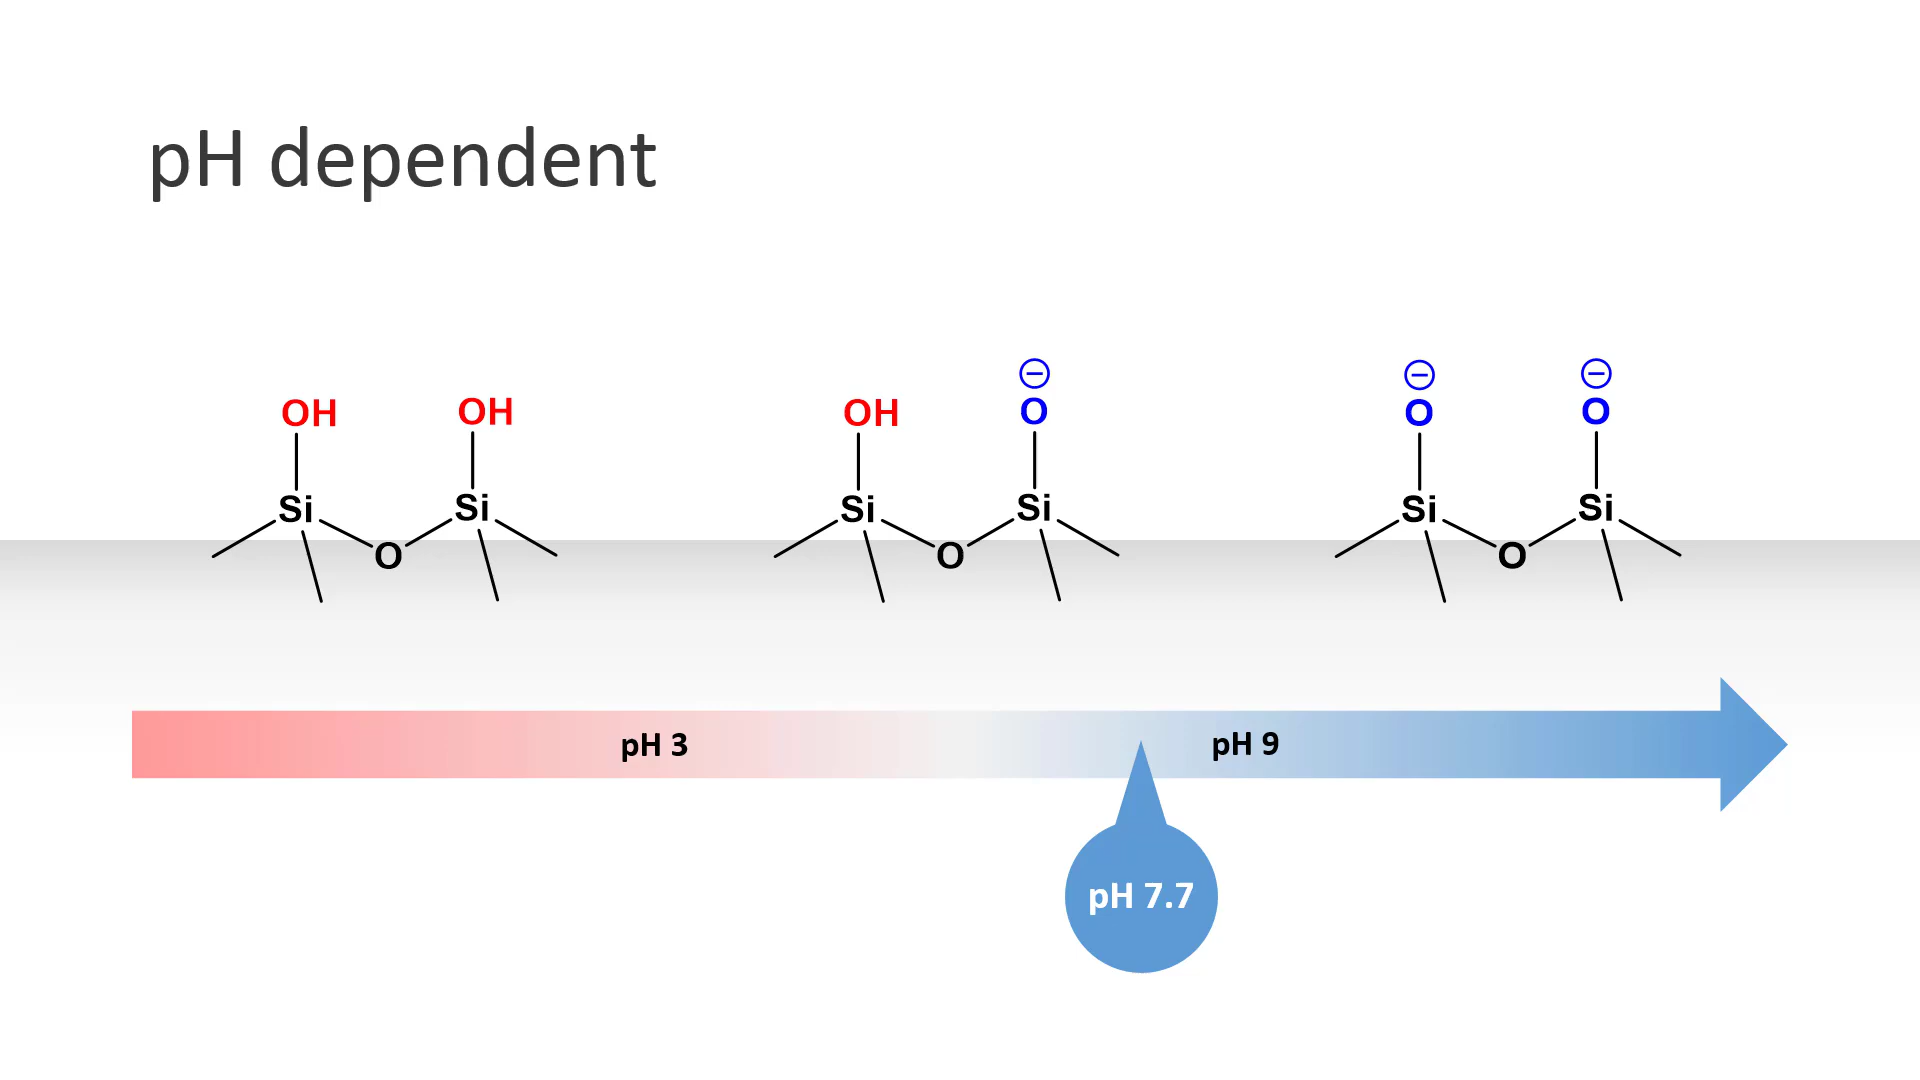 pH dependent
OH OH OH ⊖ O ⊖ O ⊖ O
Si Si Si Si Si Si
O O O
pH 3 pH 9
pH 7.7